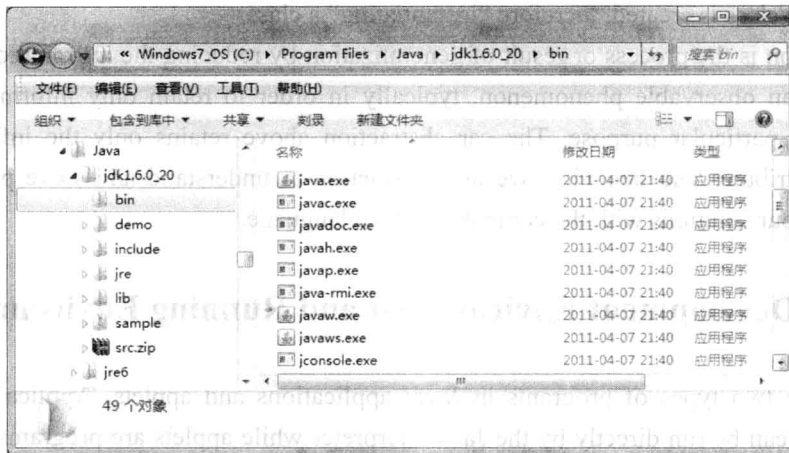 « Windows7_OS (C:) ▸ Program Files ▸ Java ▸ jdk1.6.0_20 ▸ bin
搜索 bin
文件(F) 编辑(E) 查看(V) 工具(T) 帮助(H)
组织 ▼ 包含到库中 ▼ 共享 ▼ 刻录 新建文件夹
Java
jdk1.6.0_20
bin
demo
include
jre
lib
sample
src.zip
jre6
名称 修改日期 类型
java.exe 2011-04-07 21:40 应用程序
javac.exe 2011-04-07 21:40 应用程序
javadoc.exe 2011-04-07 21:40 应用程序
javah.exe 2011-04-07 21:40 应用程序
javap.exe 2011-04-07 21:40 应用程序
java-rmi.exe 2011-04-07 21:40 应用程序
javaw.exe 2011-04-07 21:40 应用程序
javaws.exe 2011-04-07 21:40 应用程序
jconsole.exe 2011-04-07 21:40 应用程序
49 个对象